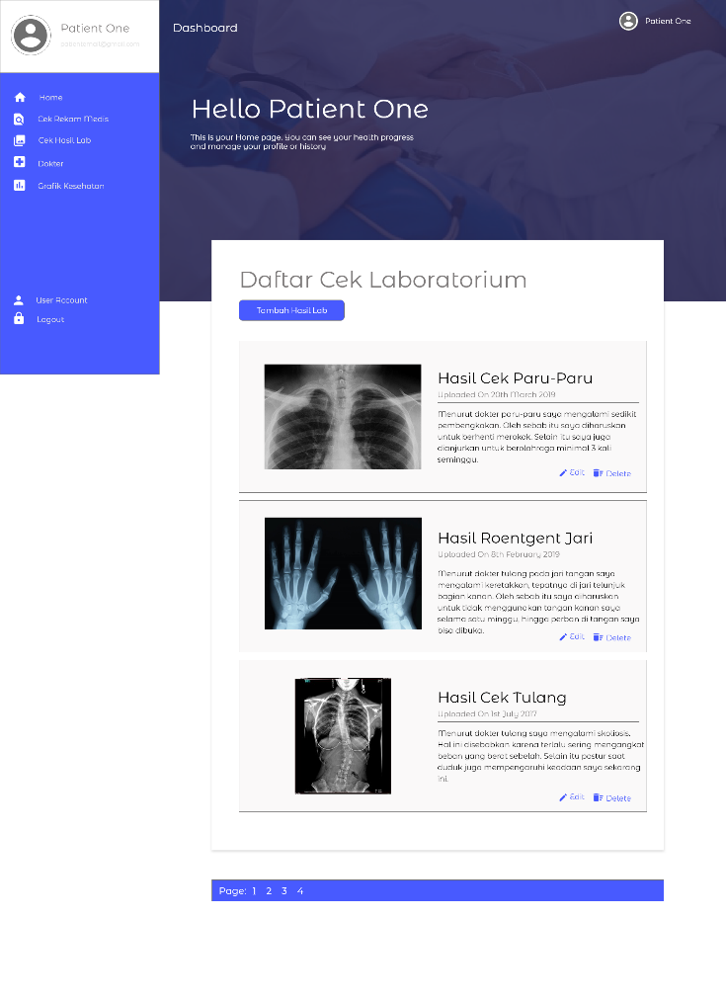 Patient One
Dashboard
Patient One
Home
Cek Rekam Medis
Cek Hasil Lab
Dokter
Grafik Kesehatan
User Account
Logout
Hello Patient One
This is your Home page. You can see your health progress
and manage your profile or history
Daftar Cek Laboratorium
Tambah Hasil Lab
Hasil Cek Paru-Paru
Uploaded On 20th March 2019
Menurut dokter paru-paru saya mengalami sedikit
pembengkakan. Oleh sebab itu saya diharuskan
untuk berhenti merokok. Selain itu saya juga
dianjurkan untuk berolahraga minimal 3 kali
seminggu.
Edit Delete
Hasil Roentgent Jari
Uploaded On 8th February 2019
Menurut dokter tulang pada jari tangan saya
mengalami keretakkan, tepatnya di jari telunjuk
bagian kanan. Oleh sebab itu saya diharuskan
untuk tidak menggunakan tangan kanan saya
selama satu minggu, hingga perban di tangan saya
bisa dibuka.
Edit Delete
Hasil Cek Tulang
Uploaded On 1st July 2017
Menurut dokter tulang saya mengalami skoliosis.
Hal ini disebabkan karena terlalu sering mengangkat
beban yang berat sebelah. Selain itu postur saat
duduk juga mempengaruhi keadaan saya sekarang
ini.
Edit Delete
Page: 1 2 3 4